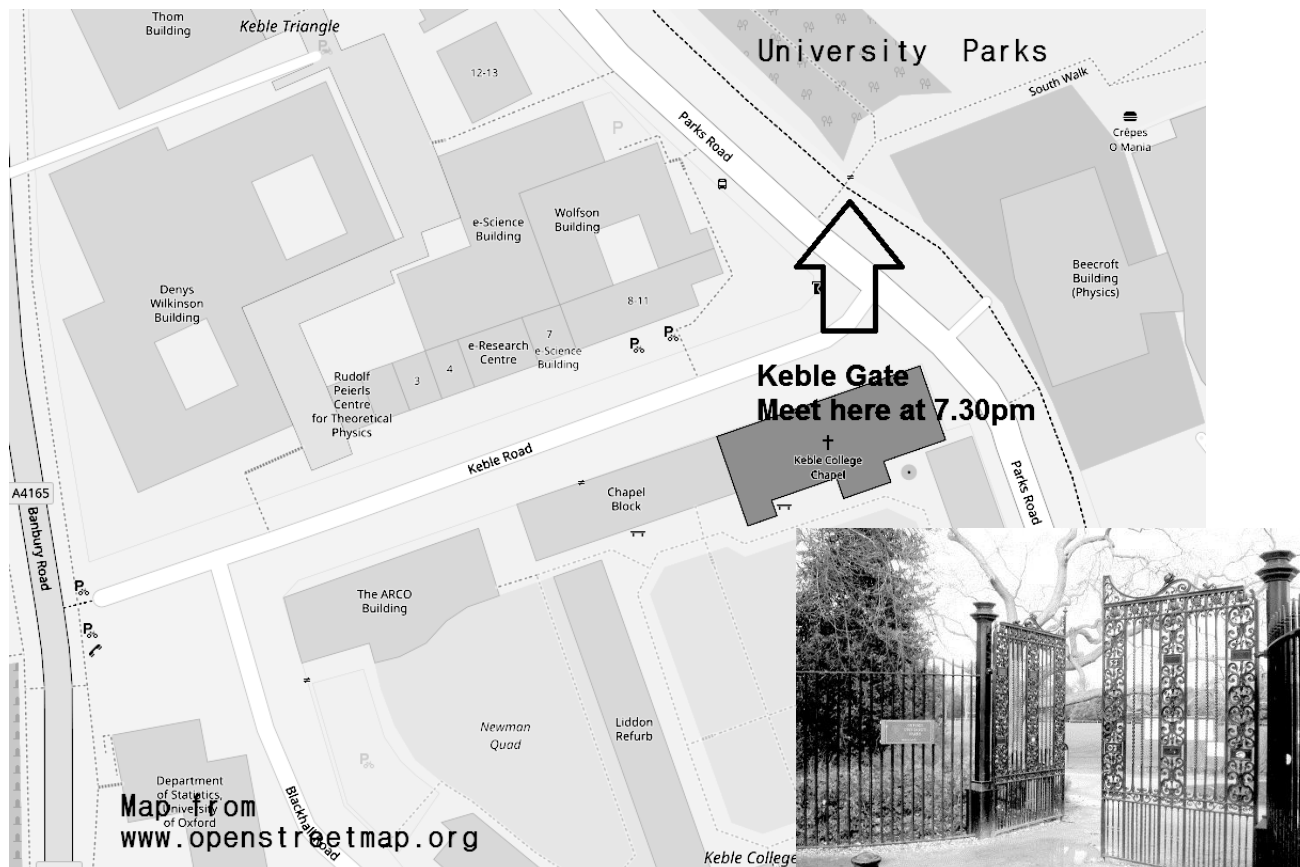 Thom
Building
Keble Triangle
12-13
University Parks
South Walk
Crêpes
O Mania
Parks Road
P
e-Science
Building
Wolfson
Building
Denys
Wilkinson
Building
Beecroft
Building
(Physics)
8-11
7
e-Science
Building
e-Research
Centre
4
3
P
P
Rudolf
Peierls
Centre
for Theoretical
Physics
Keble Gate
Meet here at 7.30pm
Keble College
Chapel
Keble Road
Parks Road
A4165
Banbury Road
Chapel
Block
P
P
The ARCO
Building
Newman
Quad
Liddon
Refurb
P
Department
of Statistics,
University
of Oxford
Map from
www.openstreetmap.org
Blackhall Road
Keble College